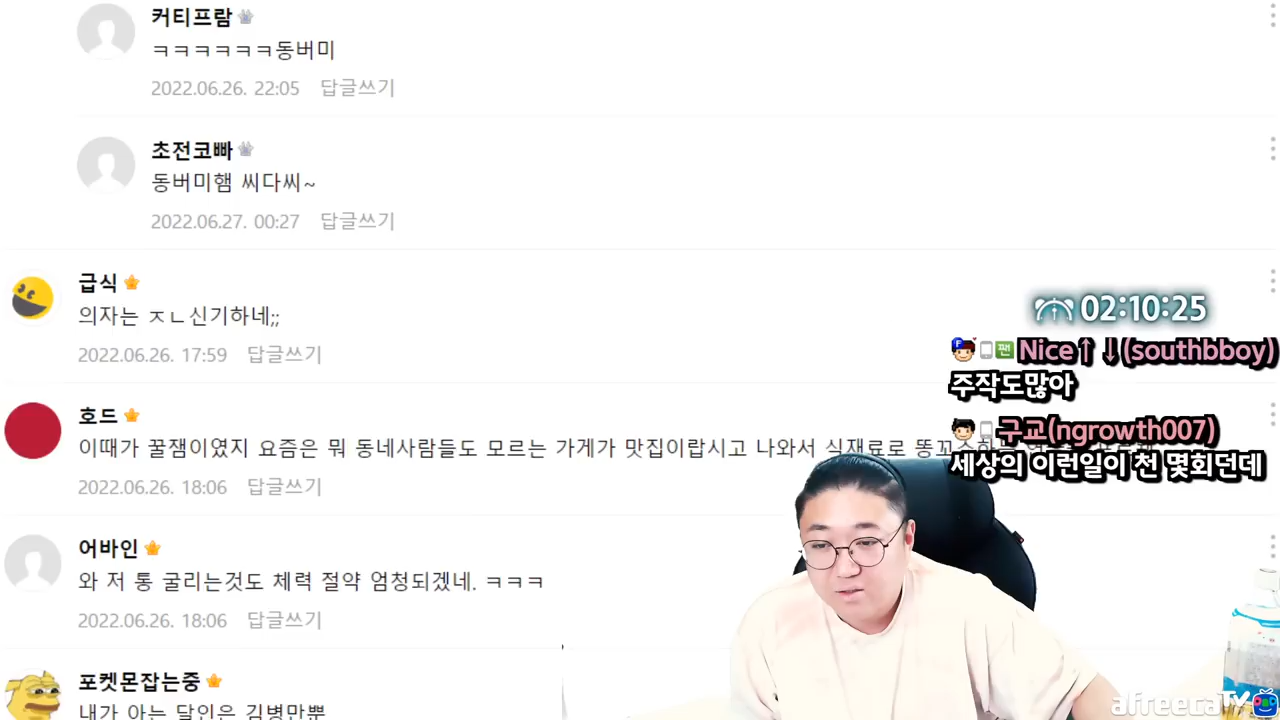 커티프람
ㅋㅋㅋㅋㅋㅋ동버미
2022.06.26. 22:05 답글쓰기
초전코빠
동버미햄 씨다씨~
2022.06.27. 00:27 답글쓰기
급식
의자는 ㅈㄴ신기하네;;
2022.06.26. 17:59 답글쓰기
02:10:25
Nice↑↓(southbboy)
주작도많아
호드
이때가 꿀잼이였지 요즘은 뭐 동네사람들도 모르는 가게가 맛집이랍시고 나와서 식재료로 똥꼬쇼하는
2022.06.26. 18:06 답글쓰기
구교(ngrowth007)
세상의 이런일이 천 몇회던데
어바인
와 저 통 굴리는것도 체력 절약 엄청되겠네. ㅋㅋㅋ
2022.06.26. 18:06 답글쓰기
포켓몬잡는중
내가 아는 달인은 김병만뿐
afreecaTV